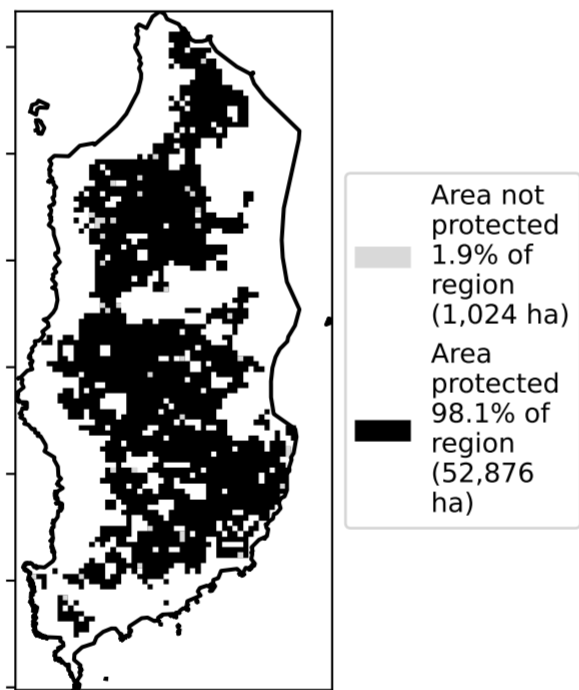 Area not
protected
1.9% of
region
(1,024 ha)
Area
protected
98.1% of
region
(52,876
ha)